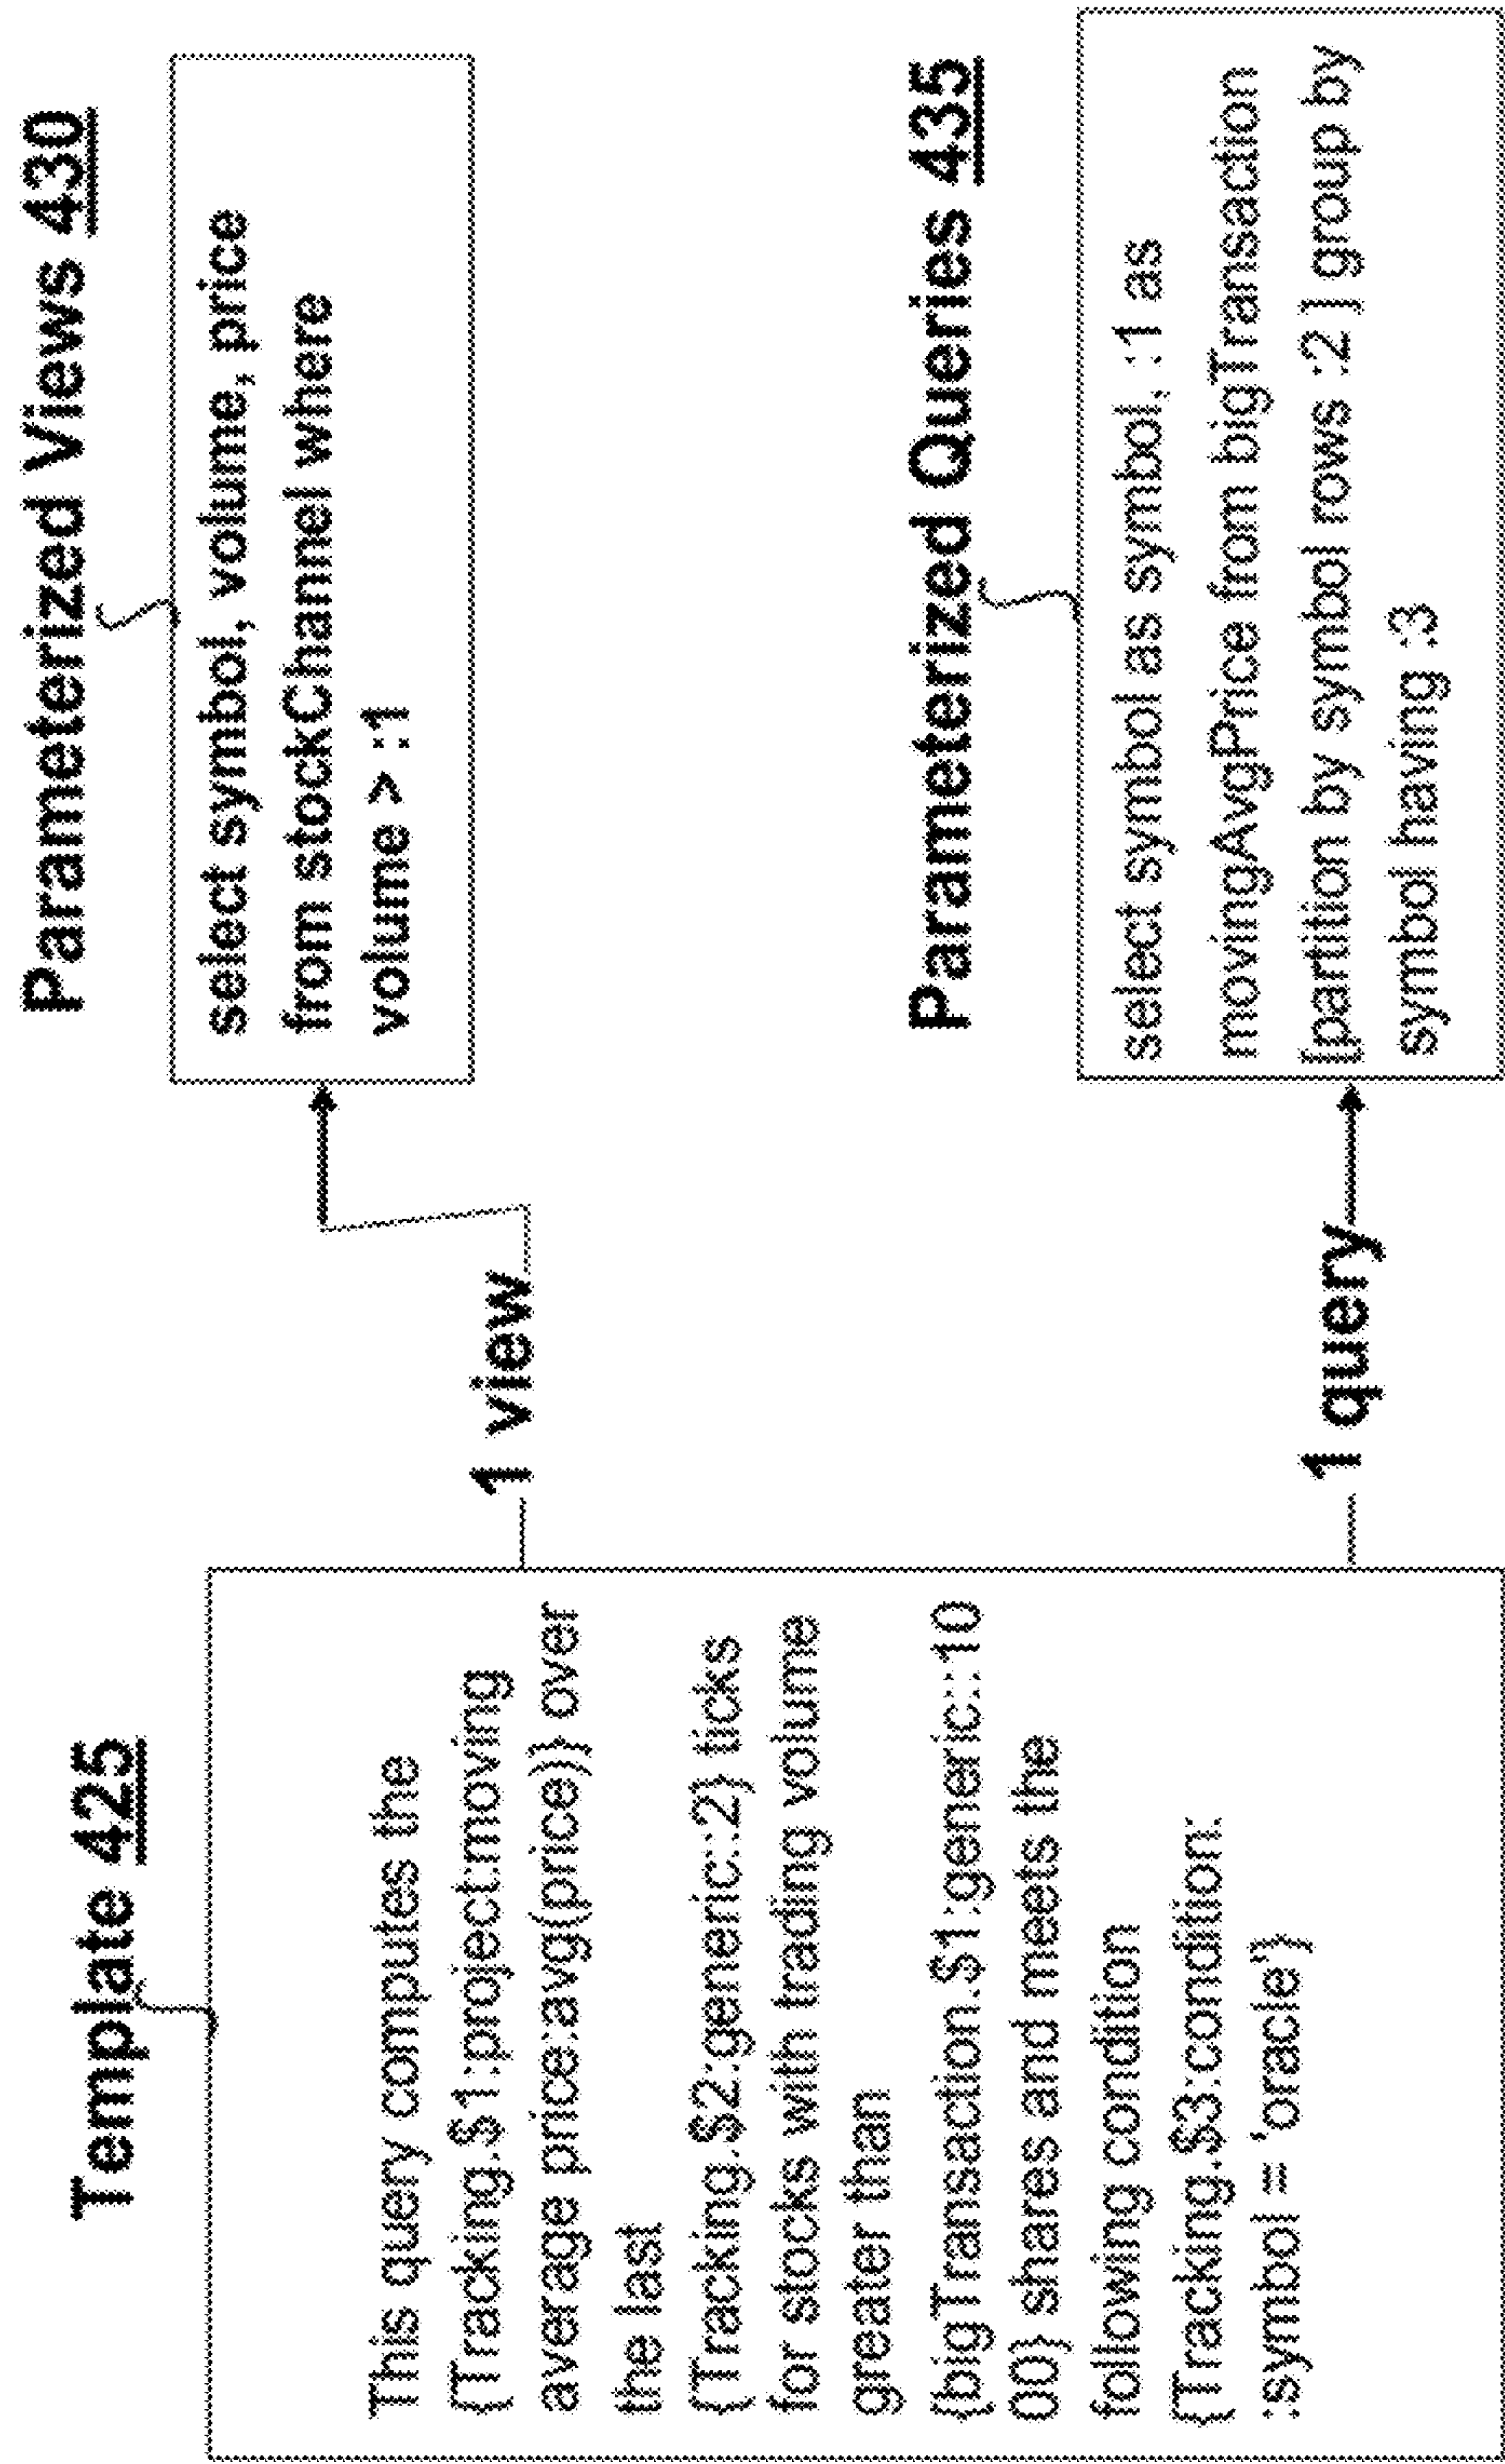 Template 425
This query computes the
{Tracking.$1:project:moving
average price:avg(price)} over
the last
{Tracking.$2:generic::2} ticks
for stocks with trading volume
greater than
{bigTransaction.$1:generic::10
00} shares and meets the
following condition
{Tracking.$3:condition:
:symbol = 'oracle'}
1 view
1 query
Parameterized Views 430
select symbol, volume, price
from stockChannel where
volume > :1
Parameterized Queries 435
select symbol as symbol, :1 as
movingAvgPrice from bigTransaction
[partition by symbol rows :2 ] group by
symbol having :3